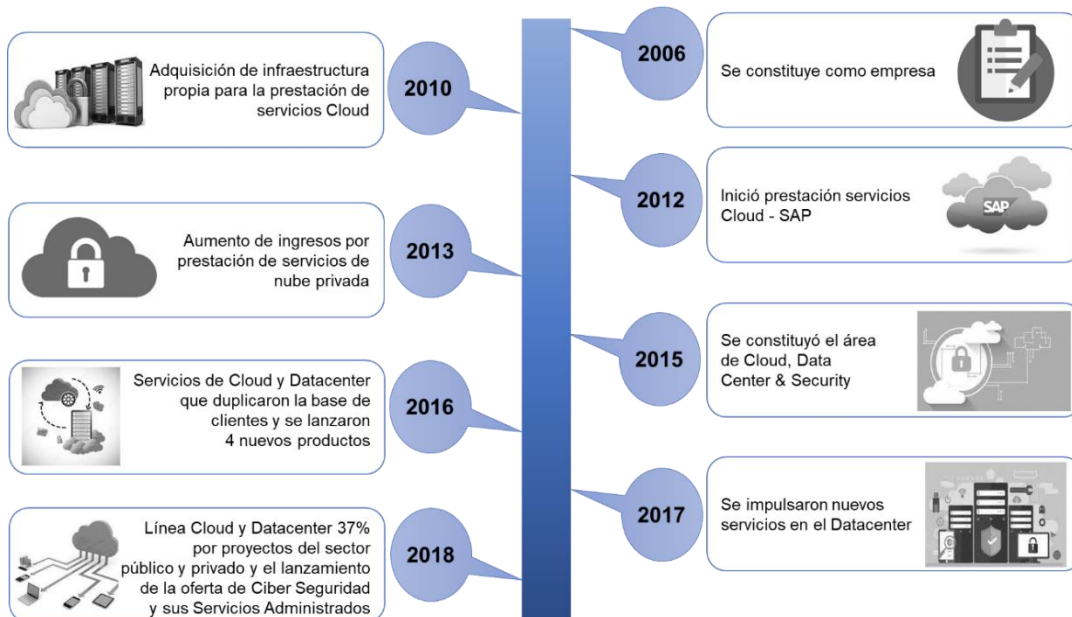 2006
Se constituye como empresa
2010
Adquisición de infraestructura
propia para la prestación de
servicios Cloud
2012
Inició prestación servicios
Cloud - SAP
SAP
2013
Aumento de ingresos por
prestación de servicios de
nube privada
2015
Se constituyó el área
de Cloud, Data
Center & Security
2016
Servicios de Cloud y Datacenter
que duplicaron la base de
clientes y se lanzaron
4 nuevos productos
2017
Se impulsaron nuevos
servicios en el Datacenter
2018
Línea Cloud y Datacenter 37%
por proyectos del sector
público y privado y el lanzamiento
de la oferta de Ciber Seguridad
y sus Servicios Administrados